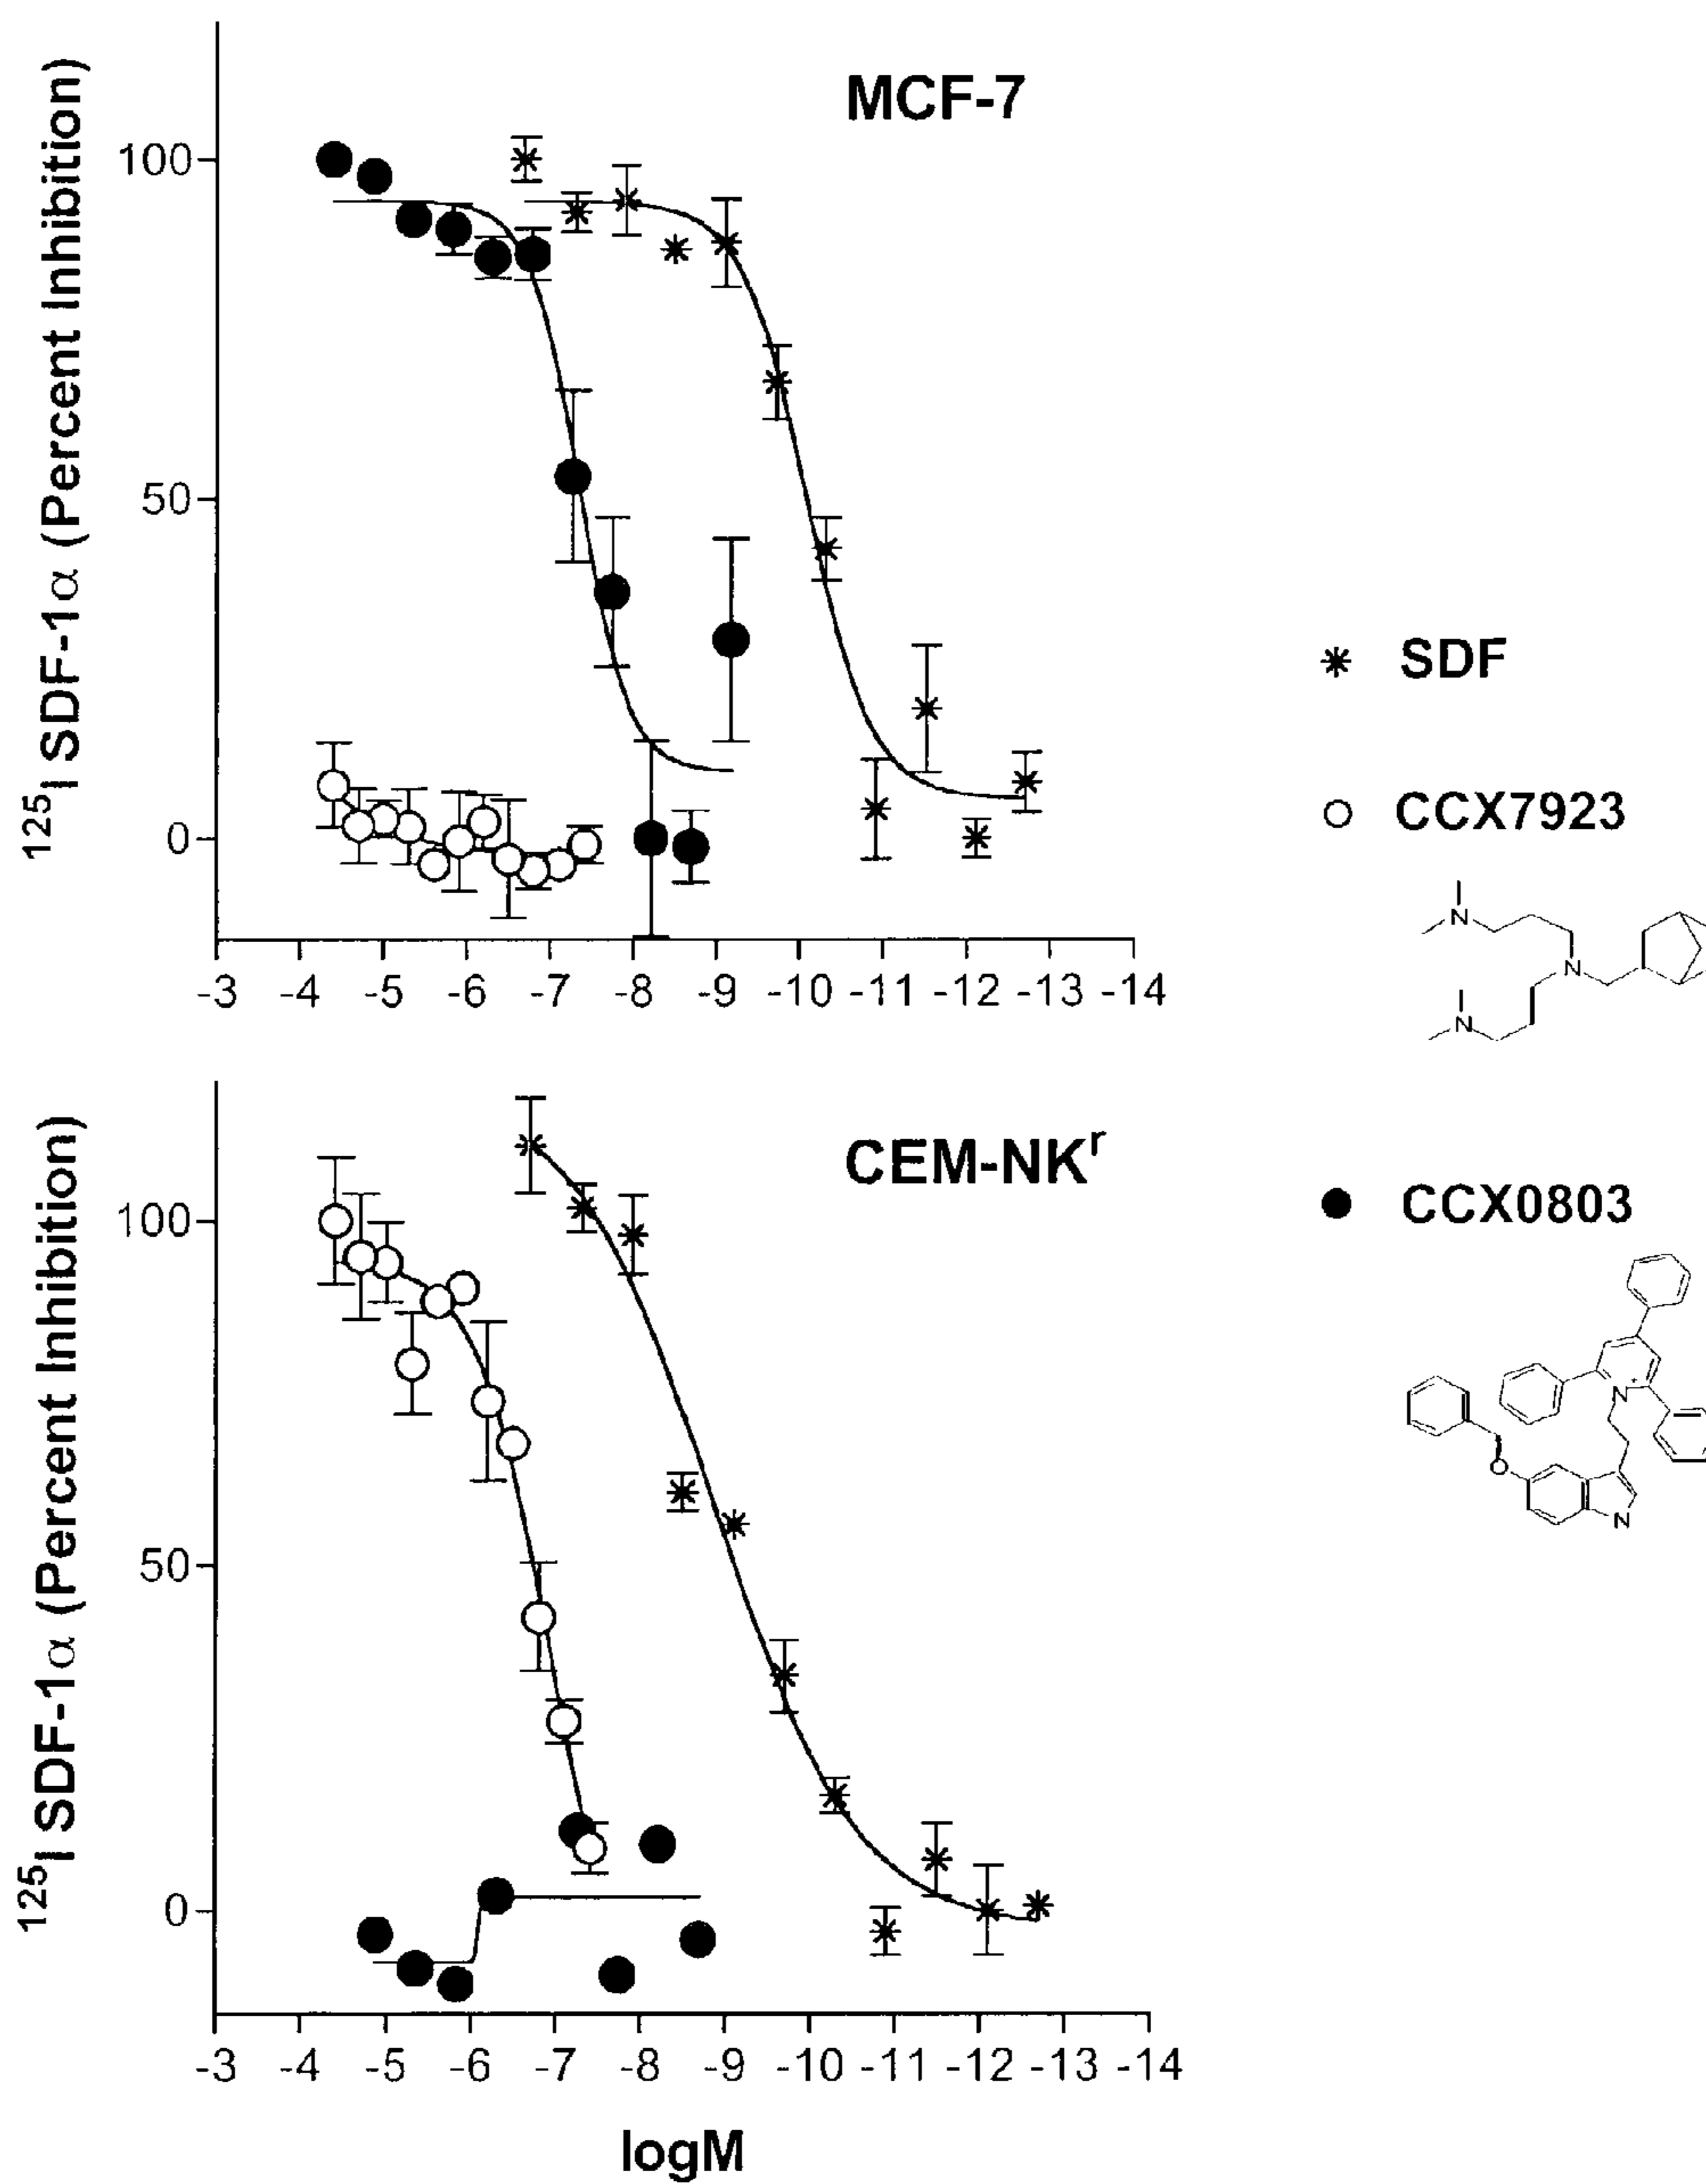 MCF-7
¹²⁵I SDF-1α (Percent Inhibition)
100
50
0
-3 -4 -5 -6 -7 -8 -9 -10 -11 -12 -13 -14
CEM-NKʳ
¹²⁵I SDF-1α (Percent Inhibition)
100
50
0
-3 -4 -5 -6 -7 -8 -9 -10 -11 -12 -13 -14
logM
SDF
CCX7923
N
N
N
CCX0803
N
+
O
N